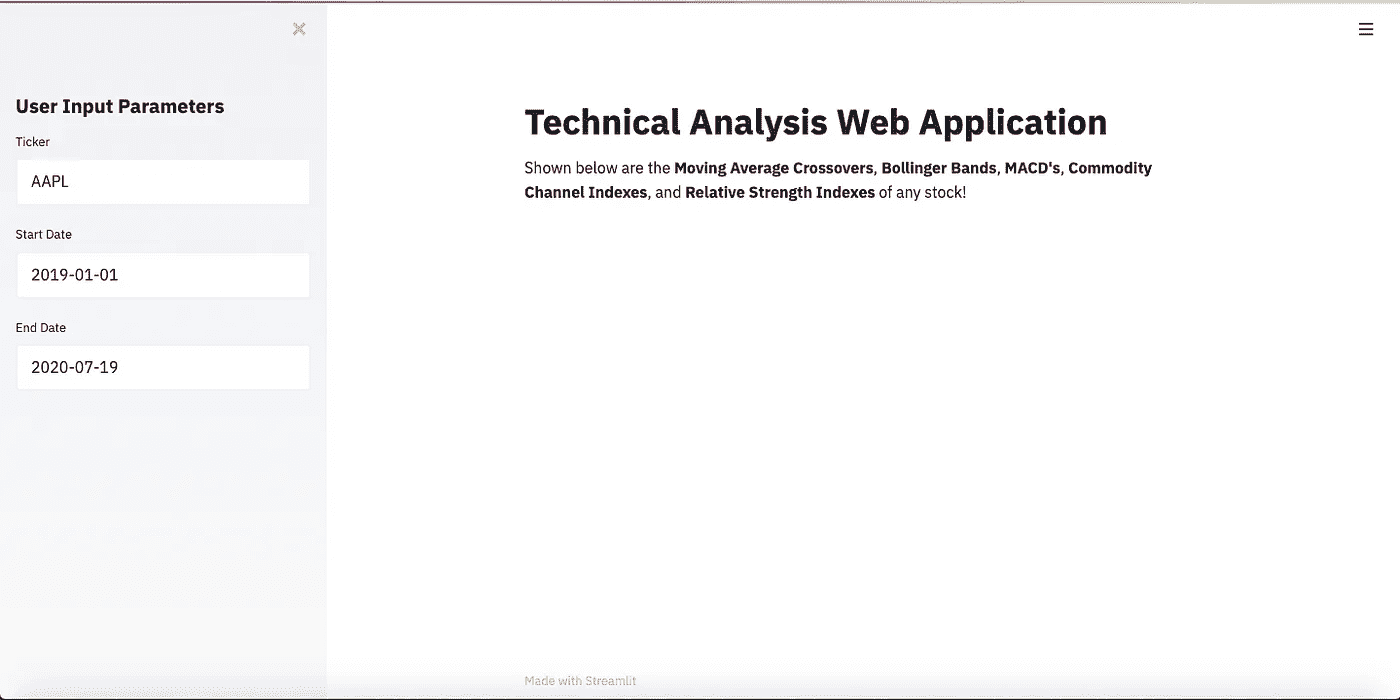 User Input Parameters
Ticker
AAPL
Start Date
2019-01-01
End Date
2020-07-19
Technical Analysis Web Application
Shown below are the Moving Average Crossovers, Bollinger Bands, MACD's, Commodity
Channel Indexes, and Relative Strength Indexes of any stock!
Made with Streamlit